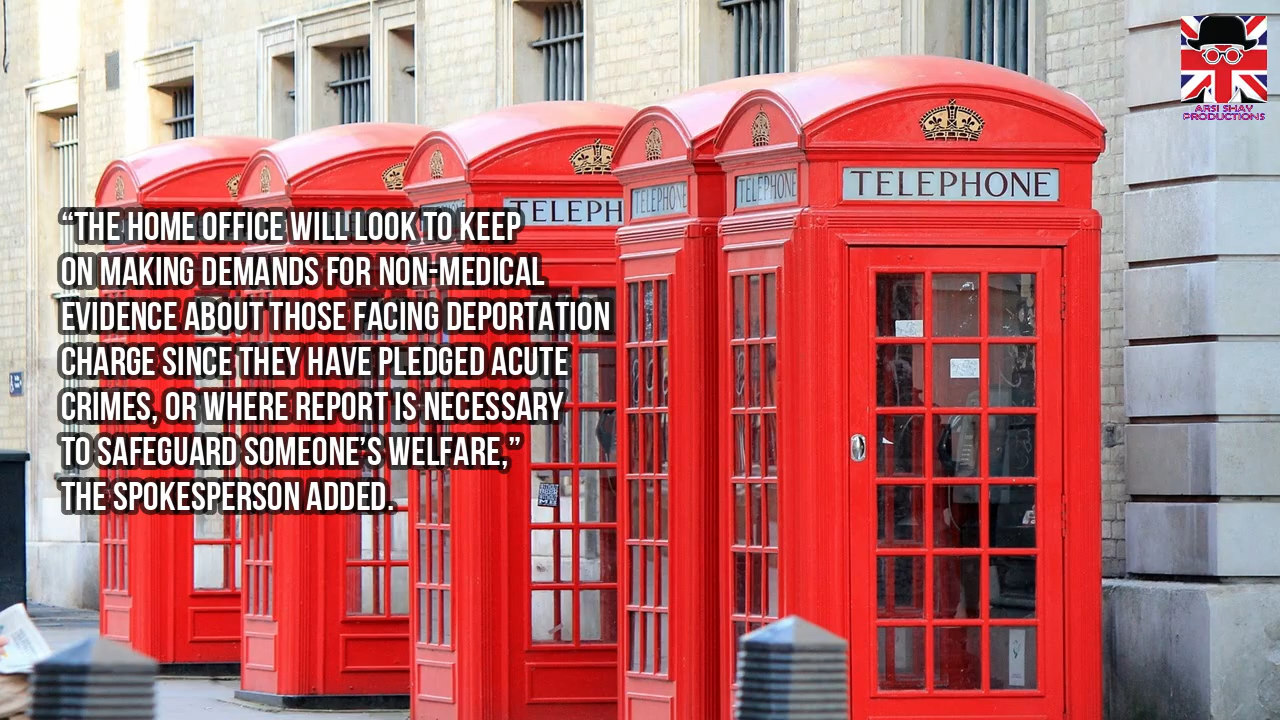 ARSI SHAY
PRODUCTIONS
TELEPHONE
TELEPHONE
TELEPHONE
TELEPH
“THE HOME OFFICE WILL LOOK TO KEEP
ON MAKING DEMANDS FOR NON-MEDICAL
EVIDENCE ABOUT THOSE FACING DEPORTATION
CHARGE SINCE THEY HAVE PLEDGED ACUTE
CRIMES, OR WHERE REPORT IS NECESSARY
TO SAFEGUARD SOMEONE’S WELFARE,”
THE SPOKESPERSON ADDED.